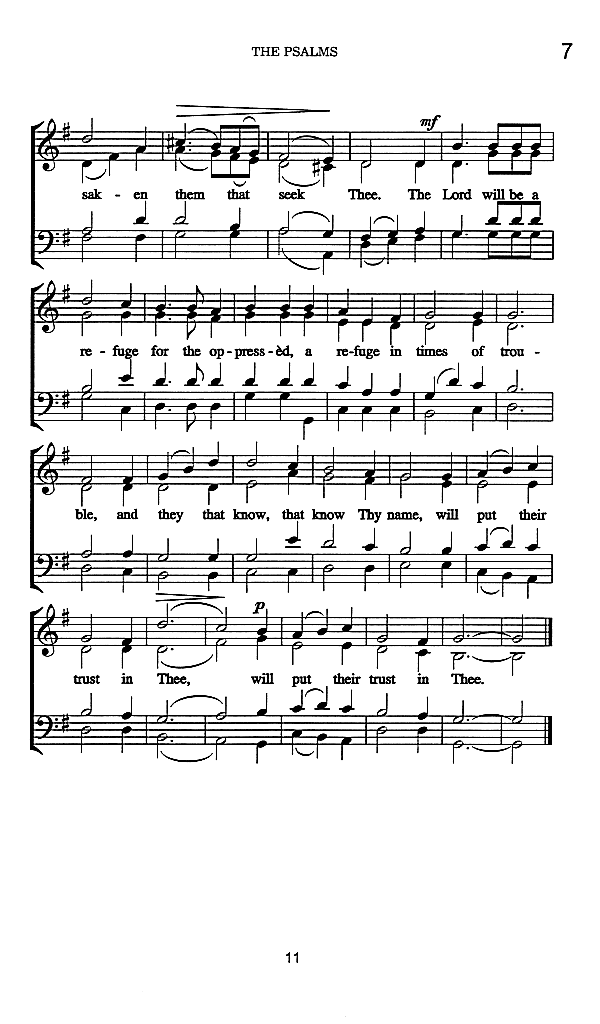 THE PSALMS 7
mf
sak - en them that seek Thee. The Lord will be a
re - fuge for the op-press-èd, a re-fuge in times of trou -
ble, and they that know, that know Thy name, will put their
p
trust in Thee, will put their trust in Thee.
11